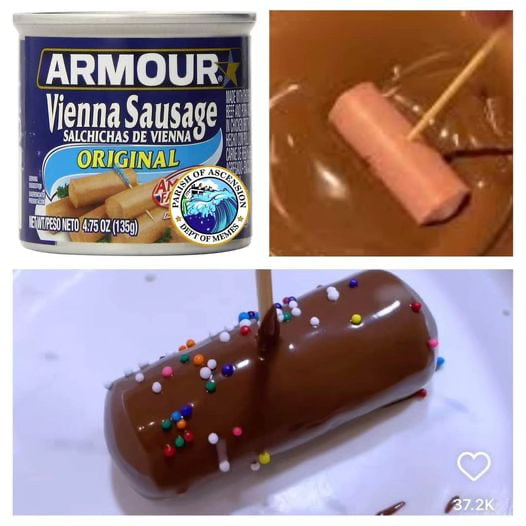 ARMOUR
Vienna Sausage
SALCHICHAS DE VIENNA
ORIGINAL
NET WT/PESO NETO 4.75 OZ (135g)
PARISH OF ASCENSION
DEPT OF MEMES
37.2K